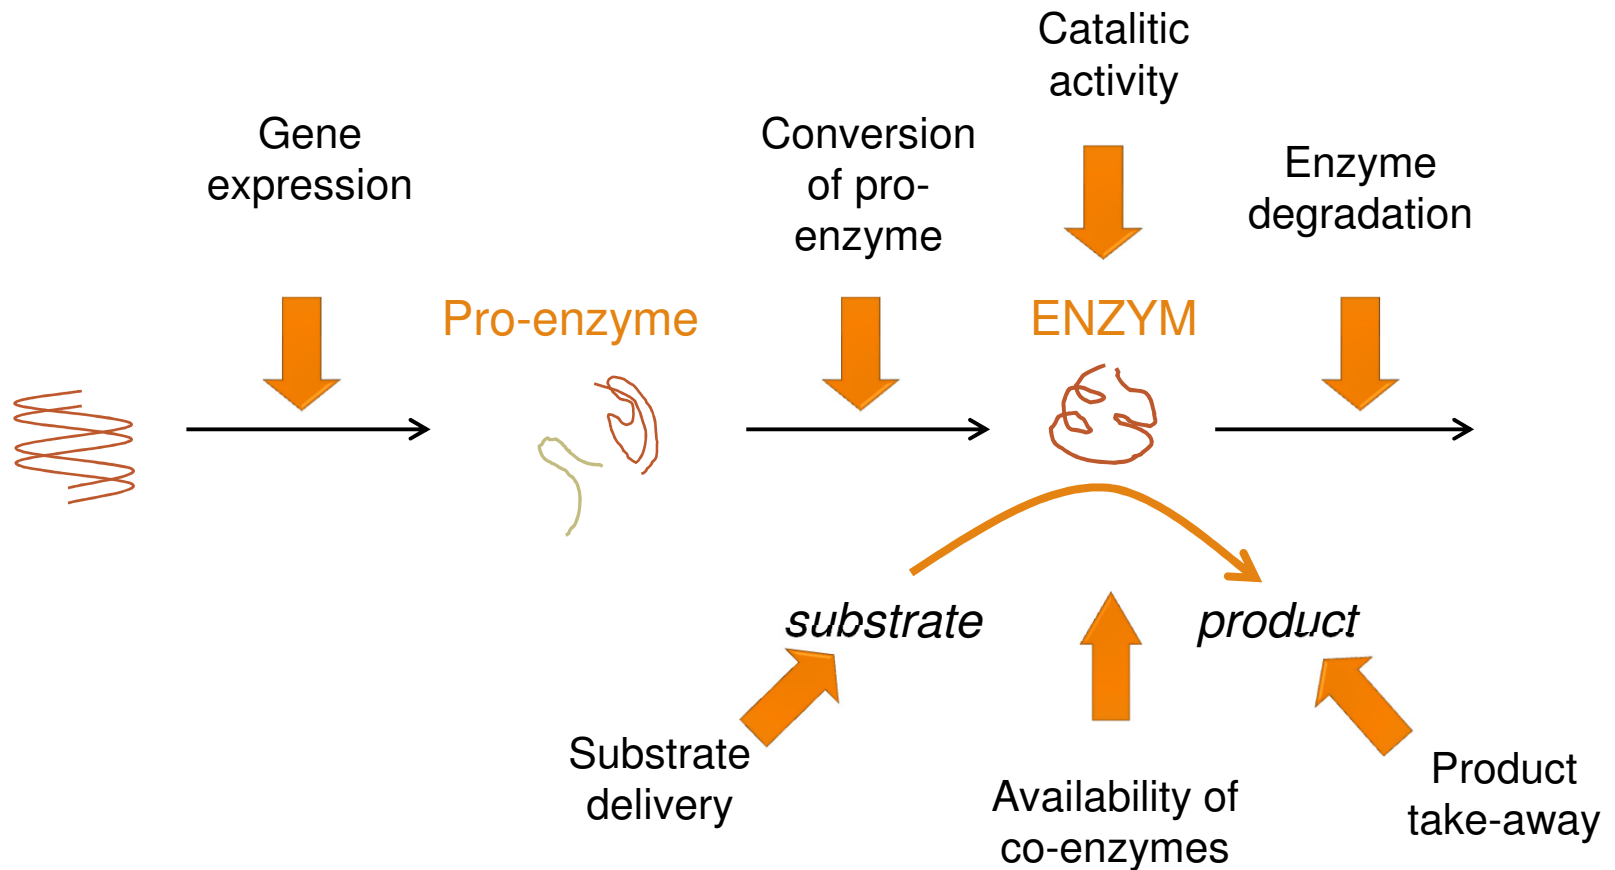 Catalitic
activity
Gene
expression
Conversion
of pro-
enzyme
Enzyme
degradation
Pro-enzyme
ENZYM
substrate
product
Substrate
delivery
Availability of
co-enzymes
Product
take-away